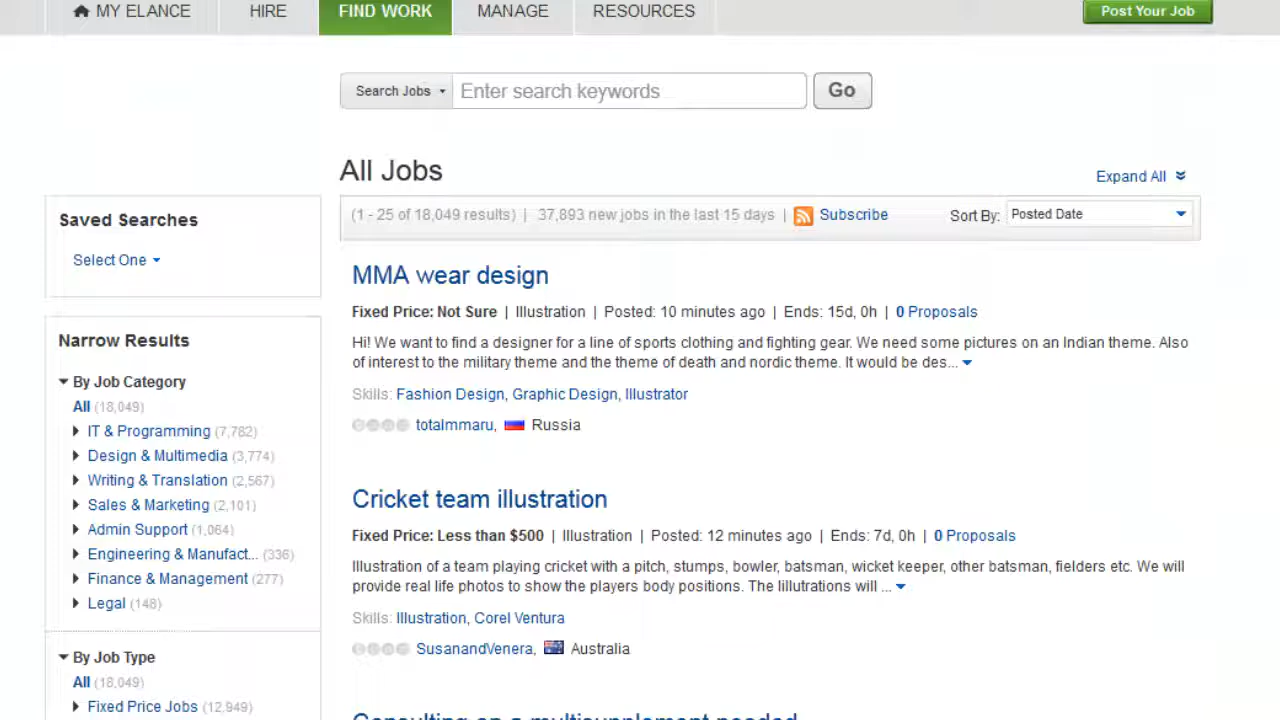 MY ELANCE HIRE FIND WORK MANAGE RESOURCES Post Your Job
Search Jobs Enter search keywords Go
All Jobs
Expand All
(1 - 25 of 18,049 results) | 37,893 new jobs in the last 15 days | Subscribe Sort By: Posted Date
Saved Searches
Select One
Narrow Results
By Job Category
All (18,049)
IT & Programming (7,782)
Design & Multimedia (3,774)
Writing & Translation (2,567)
Sales & Marketing (2,101)
Admin Support (1,064)
Engineering & Manufact... (336)
Finance & Management (277)
Legal (148)
By Job Type
All (18,049)
Fixed Price Jobs (12,949)
MMA wear design
Fixed Price: Not Sure | Illustration | Posted: 10 minutes ago | Ends: 15d, 0h | 0 Proposals
Hi! We want to find a designer for a line of sports clothing and fighting gear. We need some pictures on an Indian theme. Also
of interest to the military theme and the theme of death and nordic theme. It would be des...
Skills: Fashion Design, Graphic Design, Illustrator
totalmmaru, Russia
Cricket team illustration
Fixed Price: Less than $500 | Illustration | Posted: 12 minutes ago | Ends: 7d, 0h | 0 Proposals
Illustration of a team playing cricket with a pitch, stumps, bowler, batsman, wicket keeper, other batsman, fielders etc. We will
provide real life photos to show the players body positions. The lillutrations will ...
Skills: Illustration, Corel Ventura
SusanandVenera, Australia
Consulting on a multisupplement needed